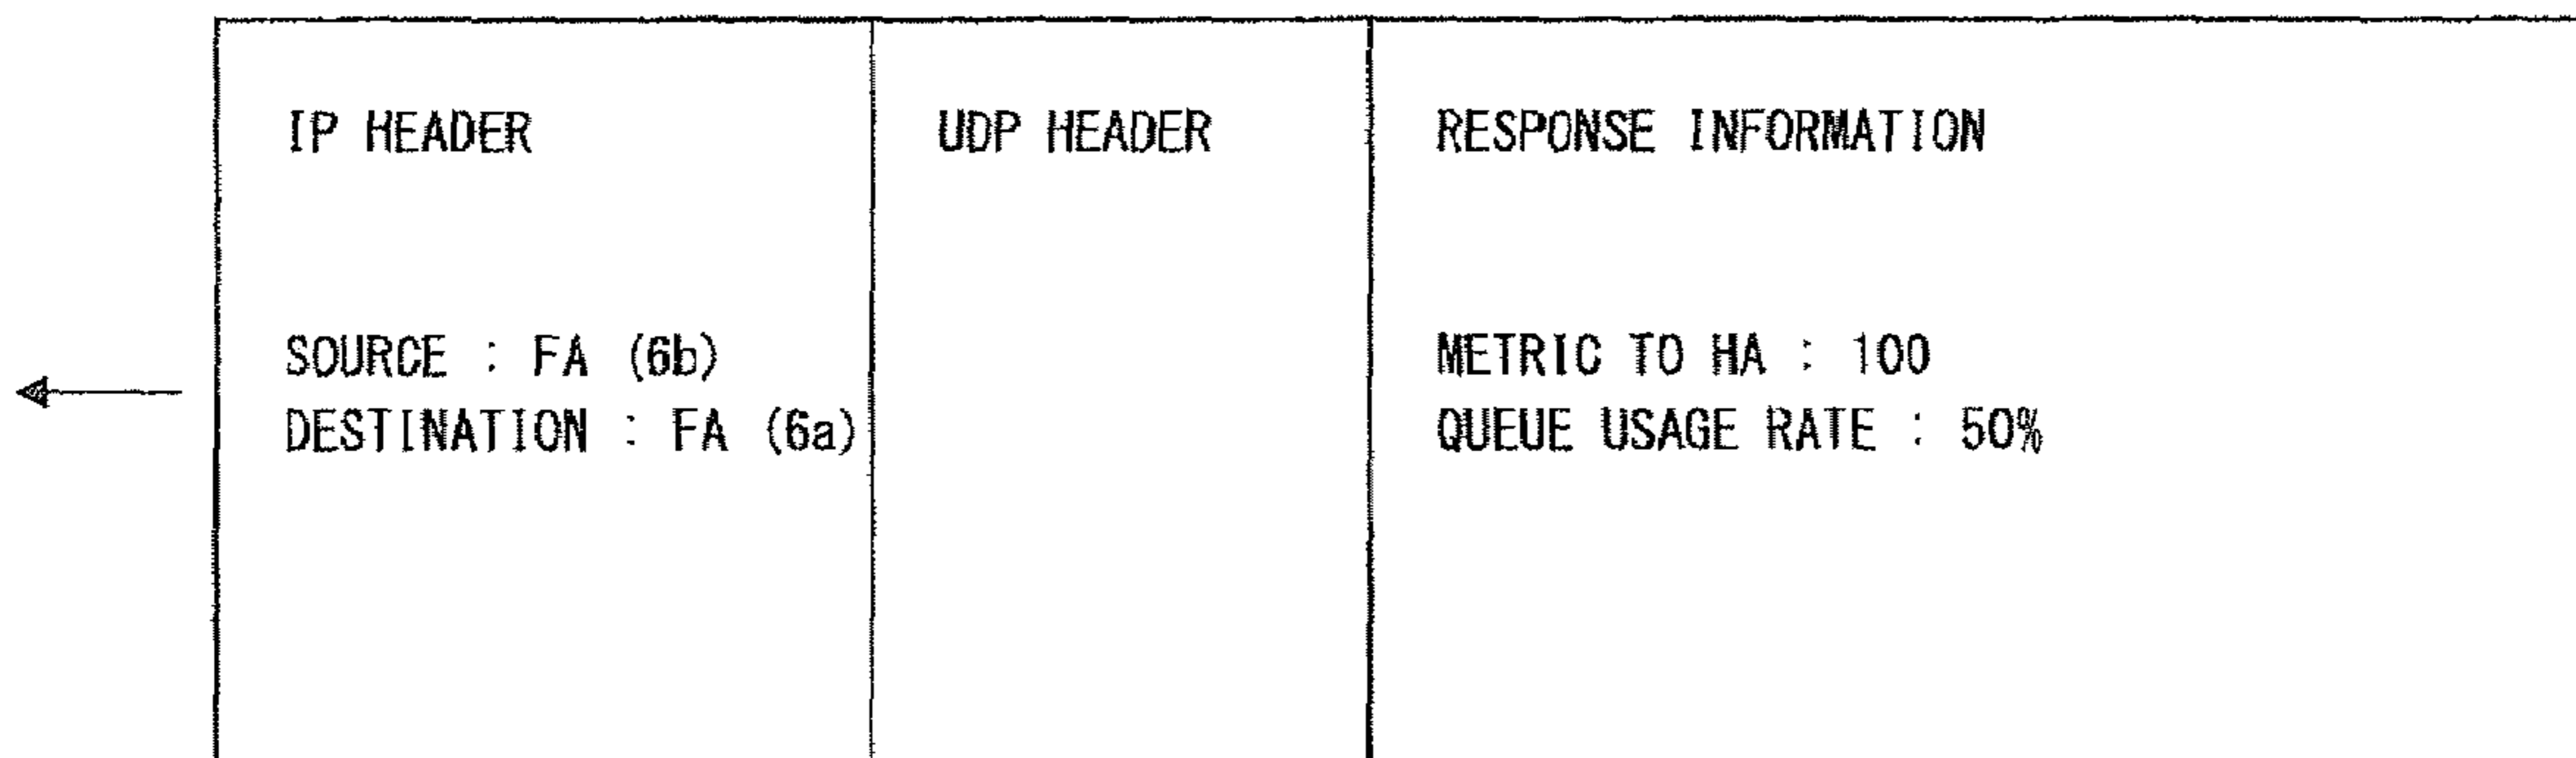 IP HEADER
SOURCE : FA (6b)
DESTINATION : FA (6a)
UDP HEADER
RESPONSE INFORMATION
METRIC TO HA : 100
QUEUE USAGE RATE : 50%